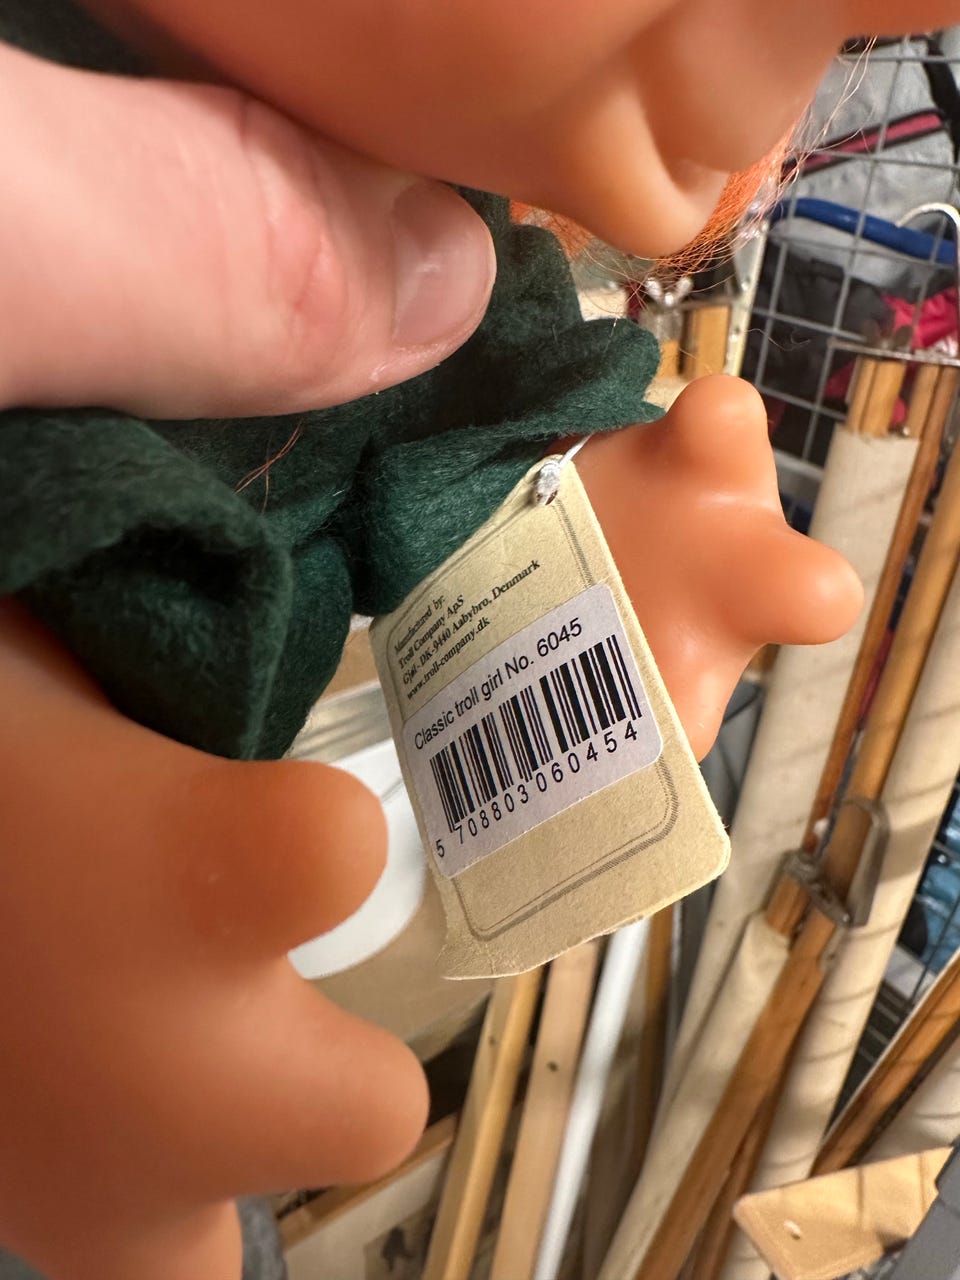 Manufactured by:
Troll Company ApS
Gjøl - DK-9440 Aabybro, Denmark
www.troll-company.dk
Classic troll girl No. 6045
5 708803 060454